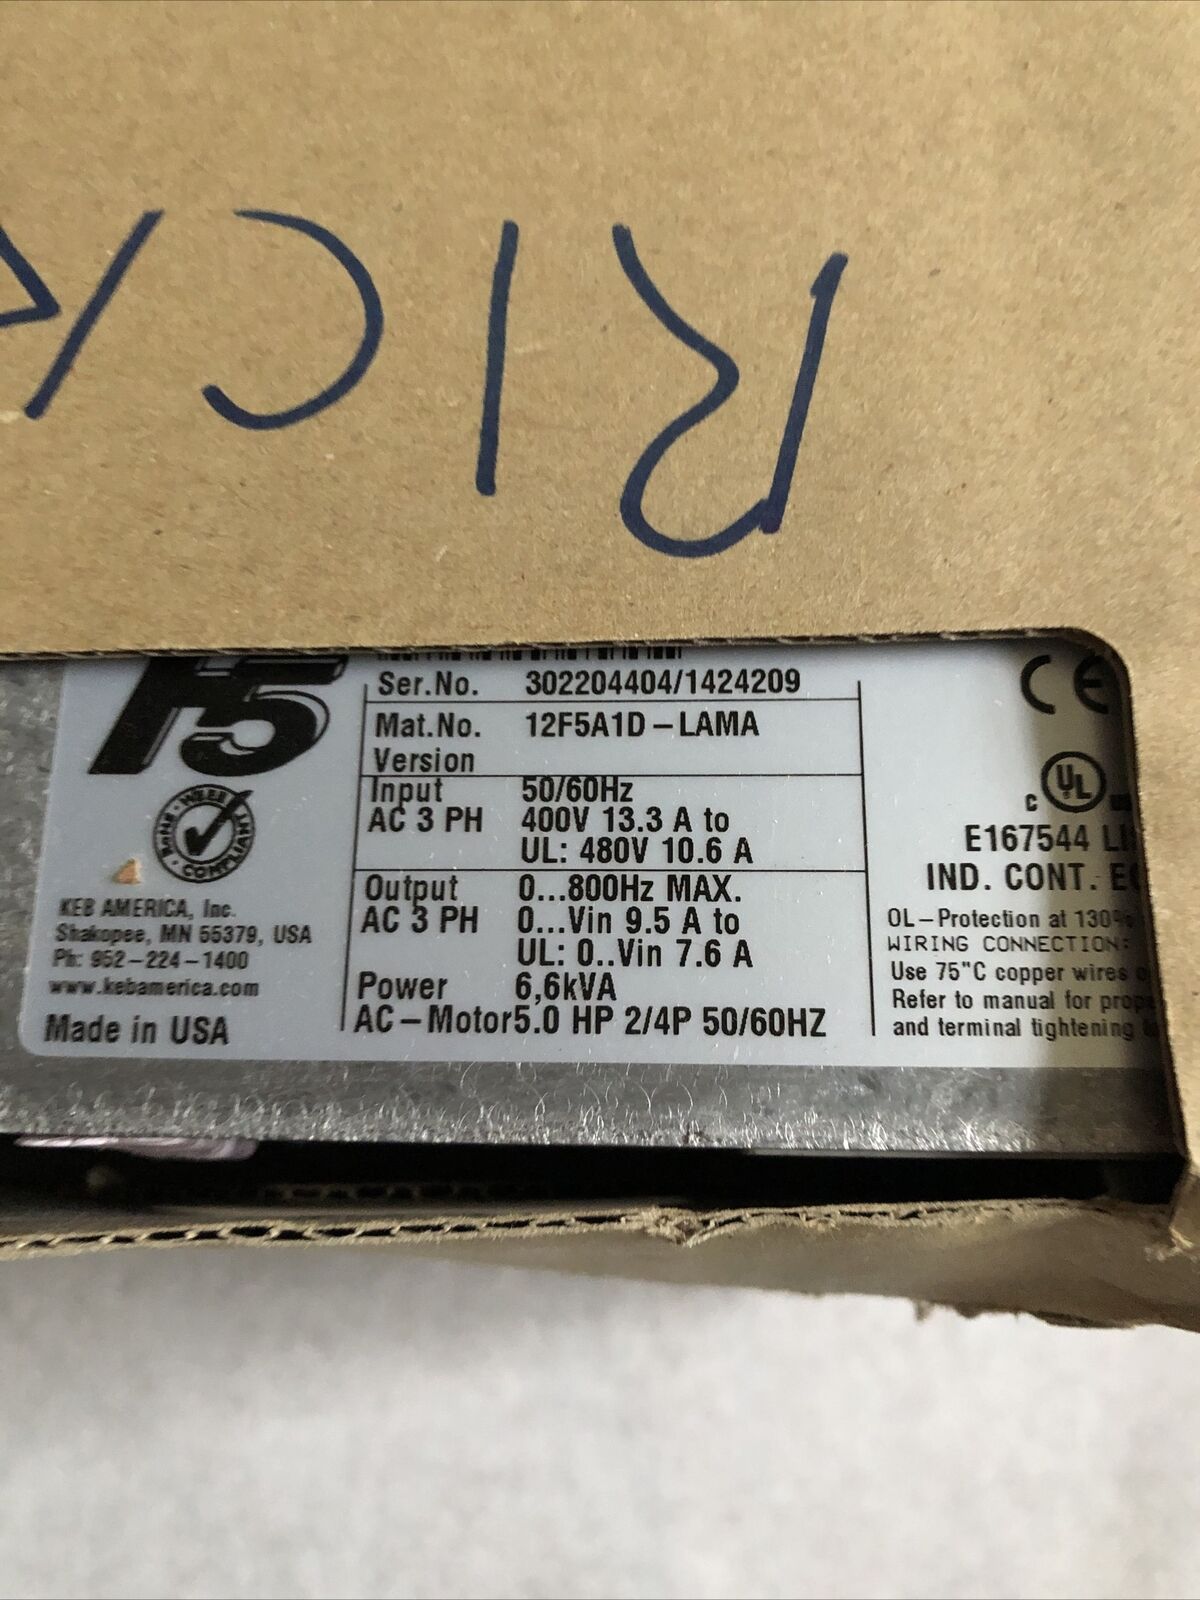 RICA
F5
Ser.No. 302204404/1424209
Mat.No. 12F5A1D-LAMA
Version
Input 50/60Hz
AC 3 PH 400V 13.3 A to
UL: 480V 10.6 A
Output 0...800Hz MAX.
AC 3 PH 0...Vin 9.5 A to
UL: 0..Vin 7.6 A
Power 6,6kVA
AC-Motor5.0 HP 2/4P 50/60HZ
RoHS · WEEE
COMPLIANT
KEB AMERICA, Inc.
Shakopee, MN 55379, USA
Ph: 952-224-1400
www.kebamerica.com
Made in USA
CE
C UL
E167544
IND. CONT.
OL-Protection at 130%
WIRING CONNECTION:
Use 75"C copper wires
Refer to manual for
and terminal tightening